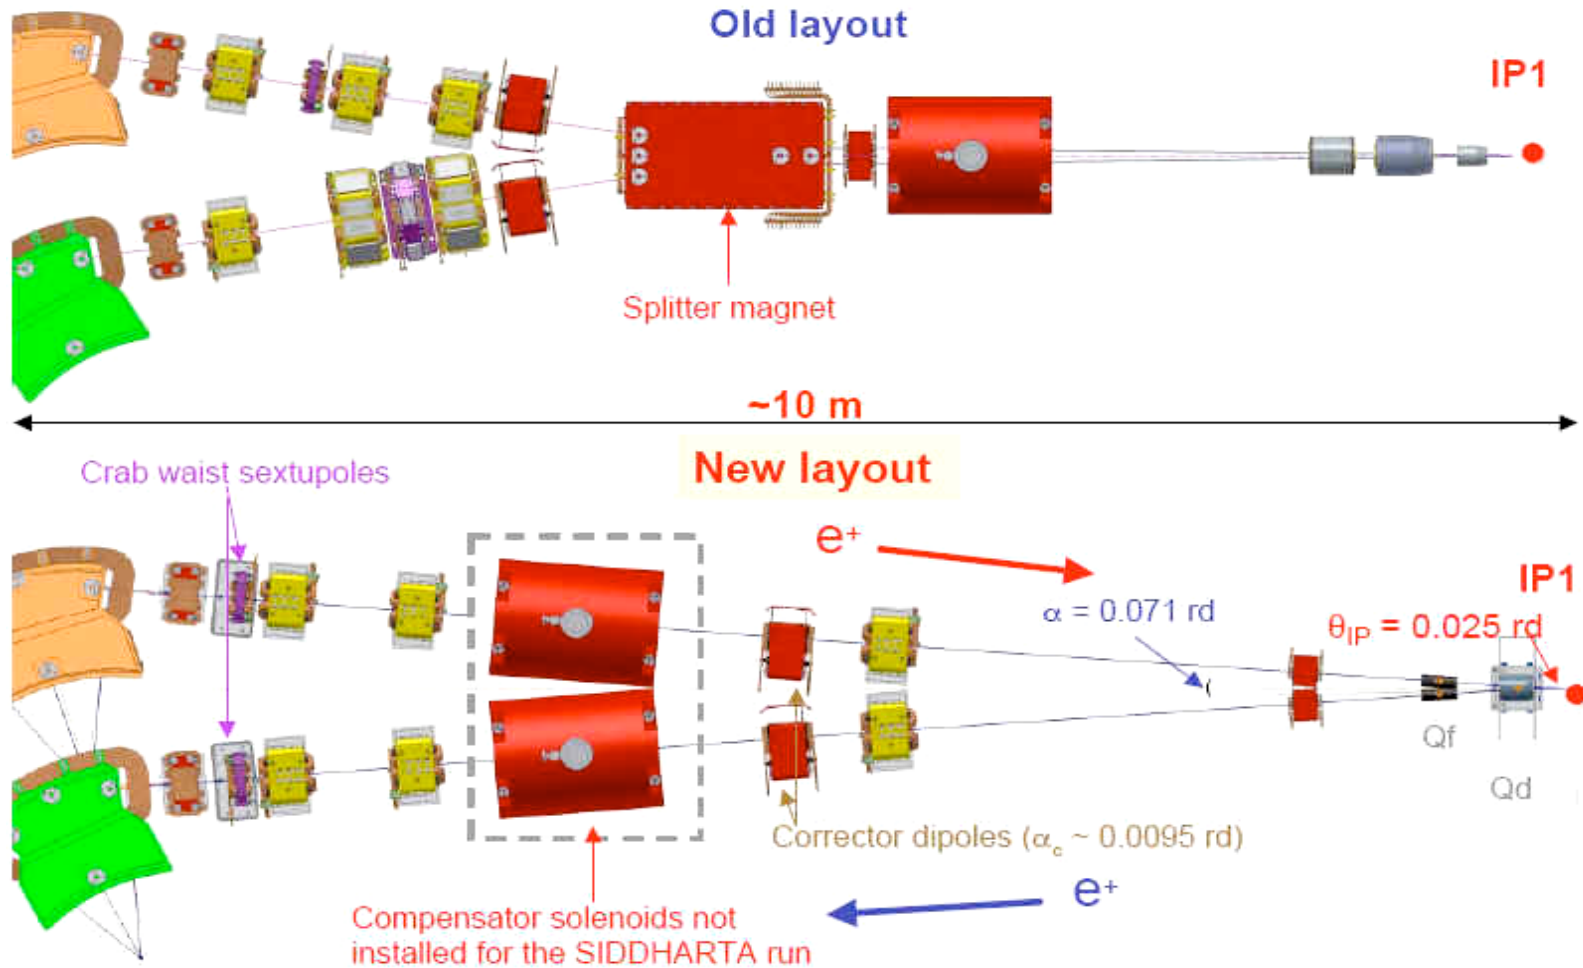 Old layout
IP1
Splitter magnet
~10 m
New layout
Crab waist sextupoles
e+
IP1
α = 0.071 rd
θIP = 0.025 rd
Qf
Qd
Corrector dipoles (αc ~ 0.0095 rd)
e+
Compensator solenoids not
installed for the SIDDHARTA run